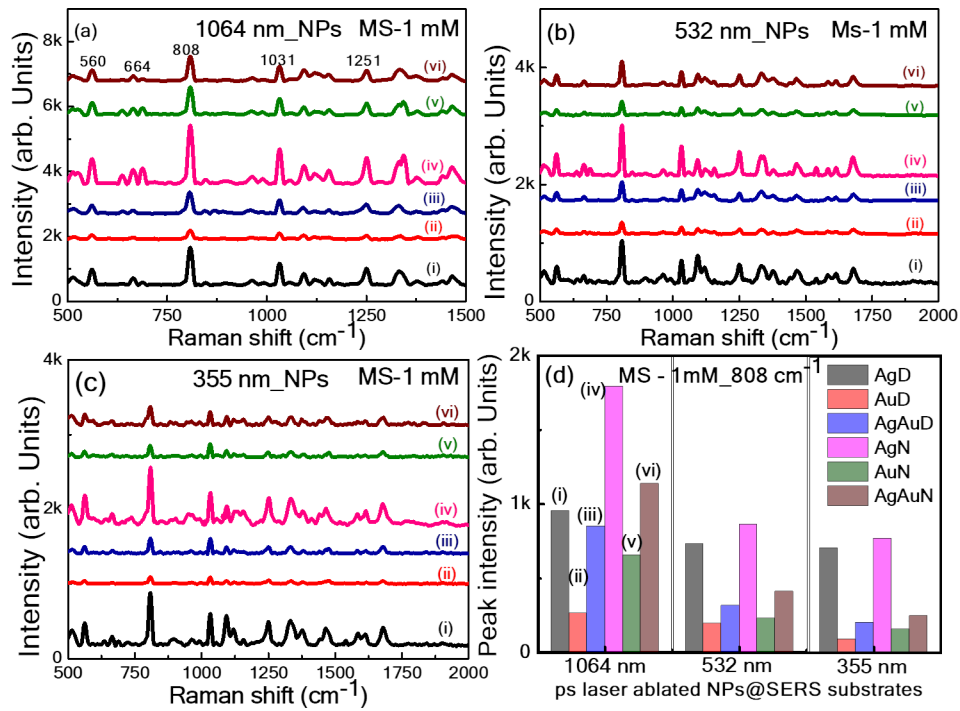 (a) 1064 nm_NPs MS-1 mM
560 664 808 1031 1251
(vi)
(v)
(iv)
(iii)
(ii)
(i)
8k
6k
4k
2k
0
500 750 1000 1250 1500
Intensity (arb. Units)
Raman shift (cm⁻¹)
(b) 532 nm_NPs Ms-1 mM
(vi)
(v)
(iv)
(iii)
(ii)
(i)
4k
2k
0
500 750 1000 1250 1500 1750 2000
Intensity (arb. Units)
Raman shift (cm⁻¹)
(c) 355 nm_NPs MS-1 mM
(vi)
(v)
(iv)
(iii)
(ii)
(i)
4k
2k
0
500 750 1000 1250 1500 1750 2000
Intensity (arb. Units)
Raman shift (cm⁻¹)
(d) MS - 1mM_808 cm⁻¹
(i)
(ii)
(iii)
(iv)
(v)
(vi)
AgD
AuD
AgAuD
AgN
AuN
AgAuN
2k
1k
0
1064 nm 532 nm 355 nm
Peak intensity (arb. Units)
ps laser ablated NPs@SERS substrates